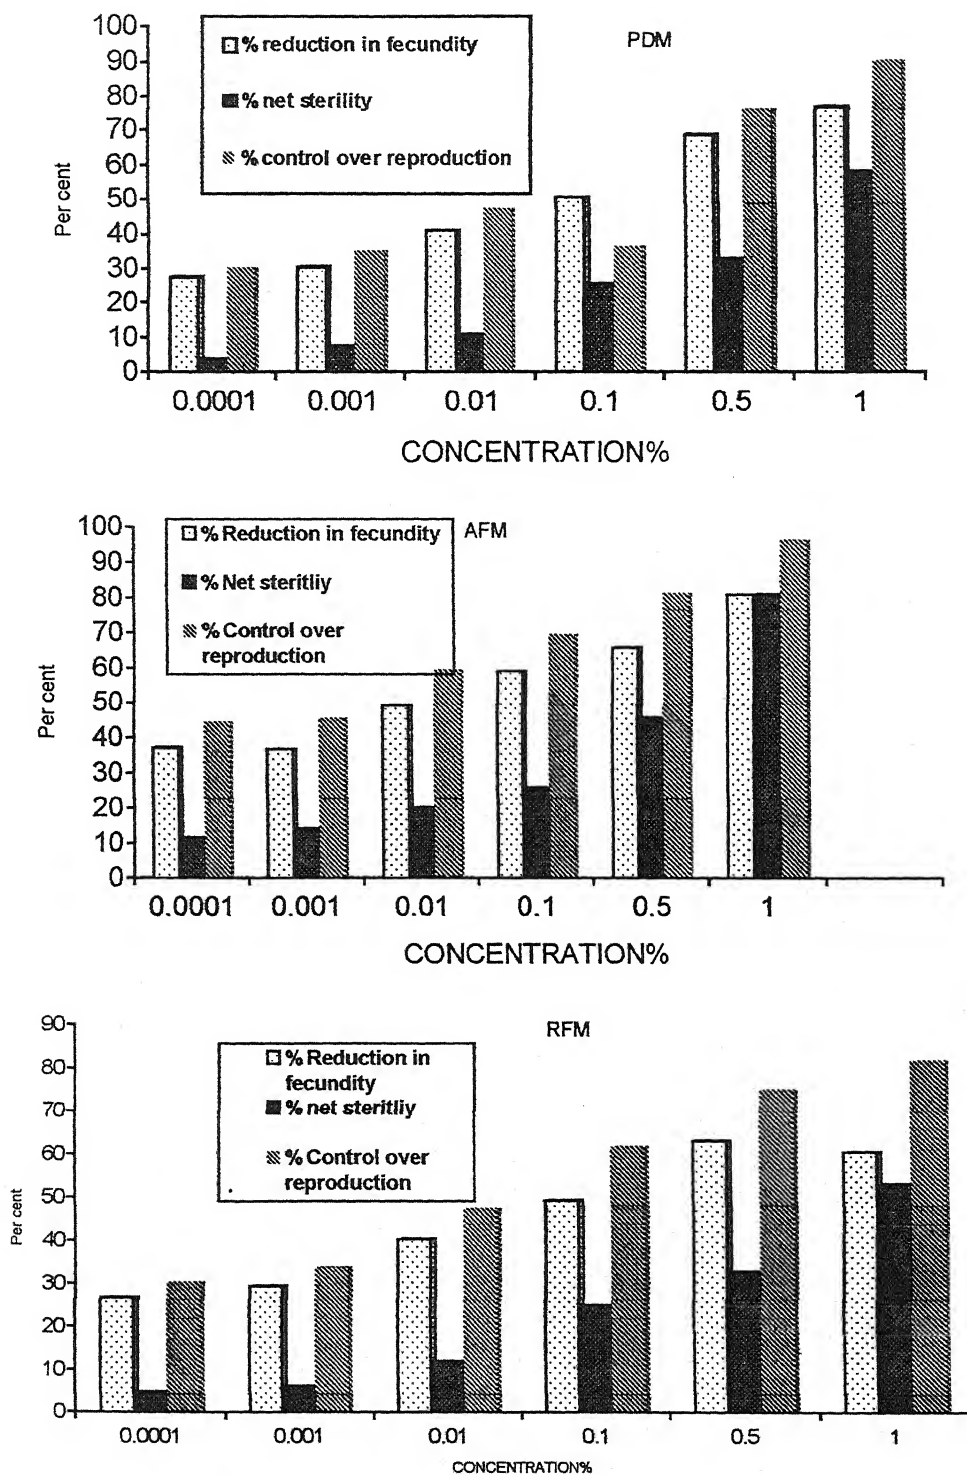 PDM
% reduction in fecundity
% net sterility
% control over reproduction
100
90
80
70
60
50
40
30
20
10
0
Per cent
0.0001 0.001 0.01 0.1 0.5 1
CONCENTRATION%
AFM
% Reduction in fecundity
% Net steritliy
% Control over
reproduction
100
90
80
70
60
50
40
30
20
10
0
Per cent
0.0001 0.001 0.01 0.1 0.5 1
CONCENTRATION%
RFM
% Reduction in
fecundity
% net steritliy
% Control over
reproduction
90
80
70
60
50
40
30
20
10
0
Per cent
0.0001 0.001 0.01 0.1 0.5 1
CONCENTRATION%